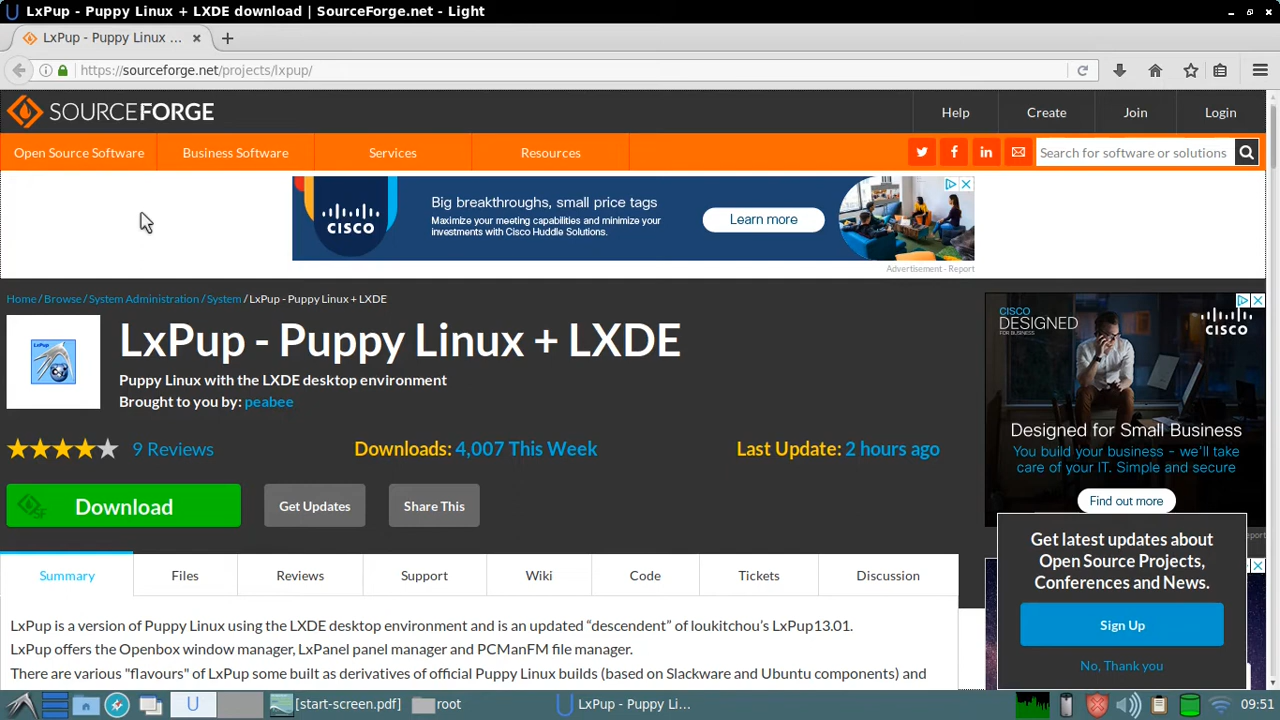 LxPup - Puppy Linux + LXDE download | SourceForge.net - Light
LxPup - Puppy Linux ...
https://sourceforge.net/projects/lxpup/
SOURCEFORGE
Help
Create
Join
Login
Open Source Software
Business Software
Services
Resources
Search for software or solutions
CISCO
Big breakthroughs, small price tags
Maximize your meeting capabilities and minimize your
investments with Cisco Huddle Solutions.
Learn more
Advertisement - Report
Home / Browse / System Administration / System / LxPup - Puppy Linux + LXDE
LxPup
LxPup - Puppy Linux + LXDE
Puppy Linux with the LXDE desktop environment
Brought to you by: peabee
9 Reviews
Downloads: 4,007 This Week
Last Update: 2 hours ago
Download
Get Updates
Share This
CISCO
DESIGNED
FOR BUSINESS
CISCO
Designed for Small Business
You build your business - we'll take
care of your IT. Simple and secure
Find out more
port
Get latest updates about
Open Source Projects,
Conferences and News.
Sign Up
No, Thank you
Summary
Files
Reviews
Support
Wiki
Code
Tickets
Discussion
LxPup is a version of Puppy Linux using the LXDE desktop environment and is an updated “descendent” of loukitchou’s LxPup13.01.
LxPup offers the Openbox window manager, LxPanel panel manager and PCManFM file manager.
There are various "flavours" of LxPup some built as derivatives of official Puppy Linux builds (based on Slackware and Ubuntu components) and
[start-screen.pdf]
root
LxPup - Puppy Li...
09:51